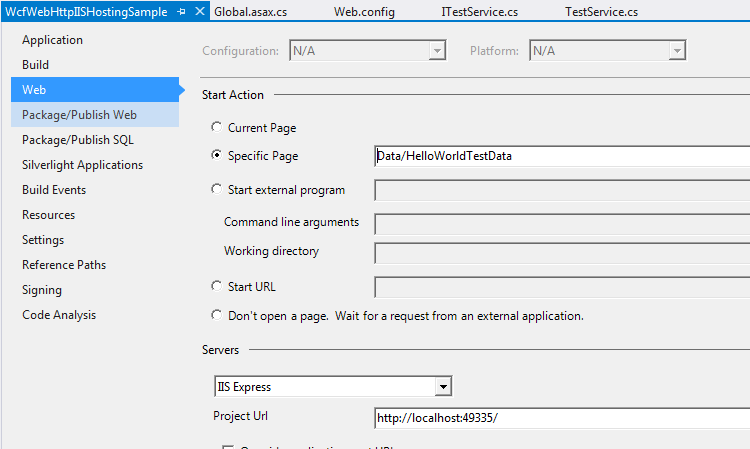 WcfWebHttpIISHostingSample Global.asax.cs Web.config ITestService.cs TestService.cs
Application
Build
Web
Package/Publish Web
Package/Publish SQL
Silverlight Applications
Build Events
Resources
Settings
Reference Paths
Signing
Code Analysis
Configuration: N/A Platform: N/A
Start Action
Current Page
Specific Page Data/HelloWorldTestData
Start external program
Command line arguments
Working directory
Start URL
Don't open a page. Wait for a request from an external application.
Servers
IIS Express
Project Url http://localhost:49335/